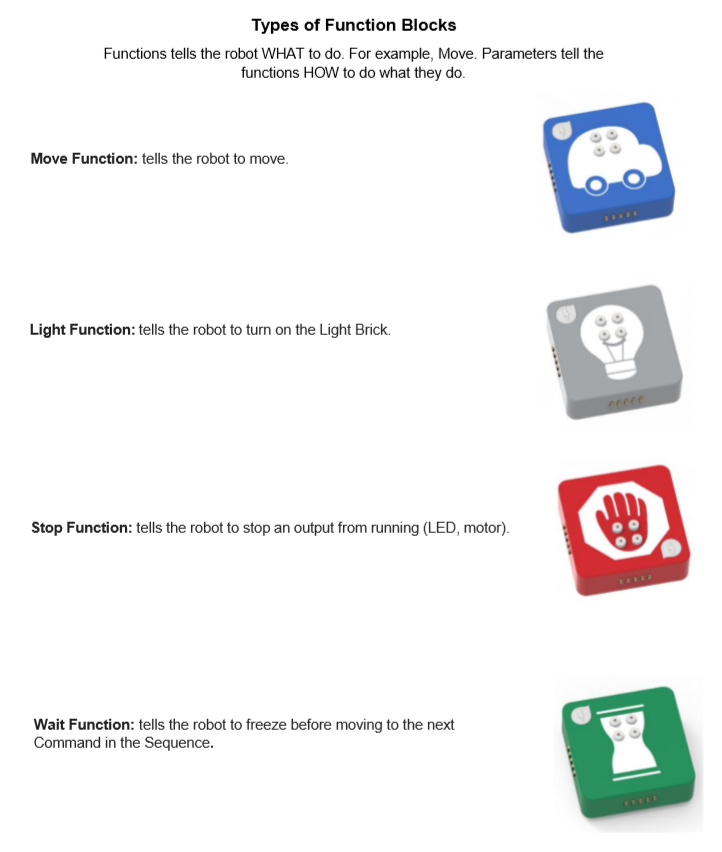 Types of Function Blocks
Functions tells the robot WHAT to do. For example, Move. Parameters tell the
functions HOW to do what they do.
Move Function: tells the robot to move.
Light Function: tells the robot to turn on the Light Brick.
Stop Function: tells the robot to stop an output from running (LED, motor).
Wait Function: tells the robot to freeze before moving to the next
Command in the Sequence.